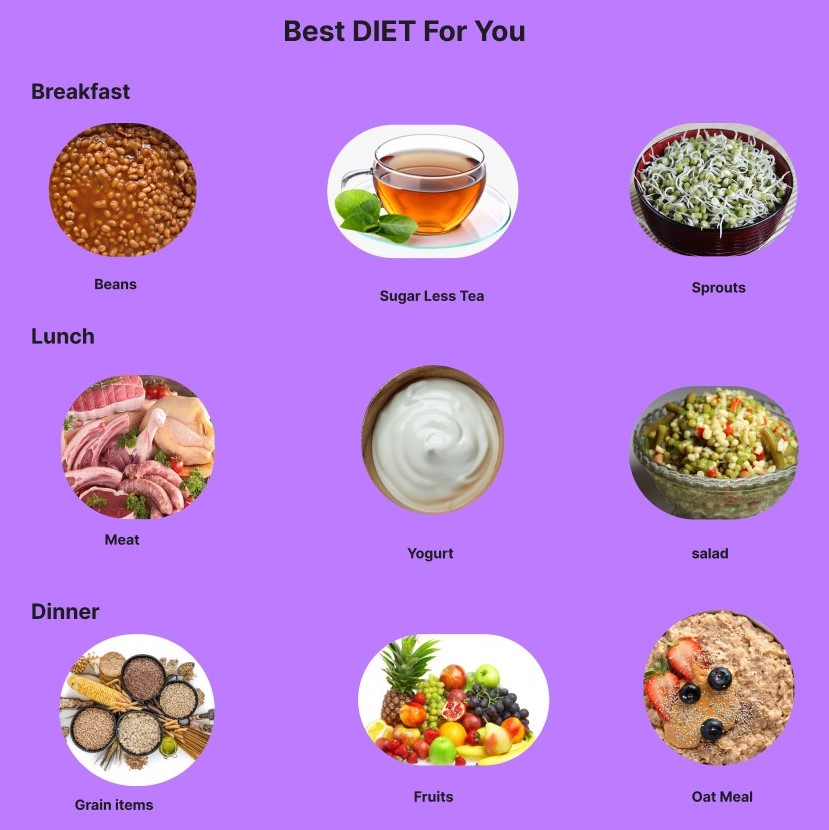 Best DIET For You
Breakfast
Beans
Sugar Less Tea
Sprouts
Lunch
Meat
Yogurt
salad
Dinner
Grain items
Fruits
Oat Meal